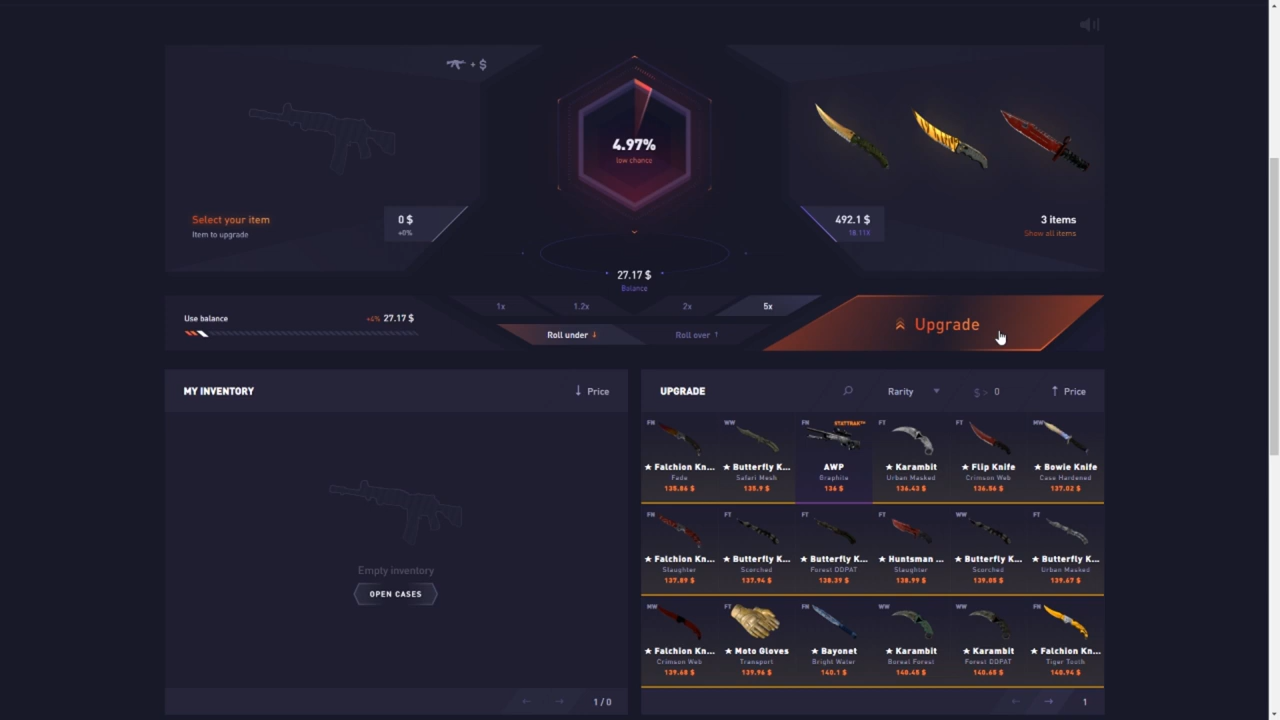 + $
4.97%
low chance
Select your item
Item to upgrade
0 $
+0%
492.1 $
18.11X
3 items
Show all items
27.17 $
Balance
Use balance
+4% 27.17 $
1x
1.2x
2x
5x
Roll under ↓
Roll over ↑
Upgrade
MY INVENTORY
↓ Price
Empty inventory
OPEN CASES
← → 1 / 0
UPGRADE
Rarity ▼
$ > 0
↑ Price
FN WW FN STATTRAK™ FT FT MW
★ Falchion Kn... ★ Butterfly K... AWP ★ Karambit ★ Flip Knife ★ Bowie Knife
Fade Safari Mesh Graphite Urban Masked Crimson Web Case Hardened
135.86 $ 135.9 $ 136 $ 136.43 $ 136.56 $ 137.02 $
FN FT FT FT WW FT
★ Falchion Kn... ★ Butterfly K... ★ Butterfly K... ★ Huntsman ... ★ Butterfly K... ★ Butterfly K...
Slaughter Scorched Forest DDPAT Slaughter Scorched Urban Masked
137.89 $ 137.94 $ 138.39 $ 138.99 $ 139.05 $ 139.67 $
MW FT FN WW WW FN
★ Falchion Kn... ★ Moto Gloves ★ Bayonet ★ Karambit ★ Karambit ★ Falchion Kn...
Crimson Web Transport Bright Water Boreal Forest Forest DDPAT Tiger Tooth
139.68 $ 139.96 $ 140.1 $ 140.45 $ 140.65 $ 140.94 $
← → 1